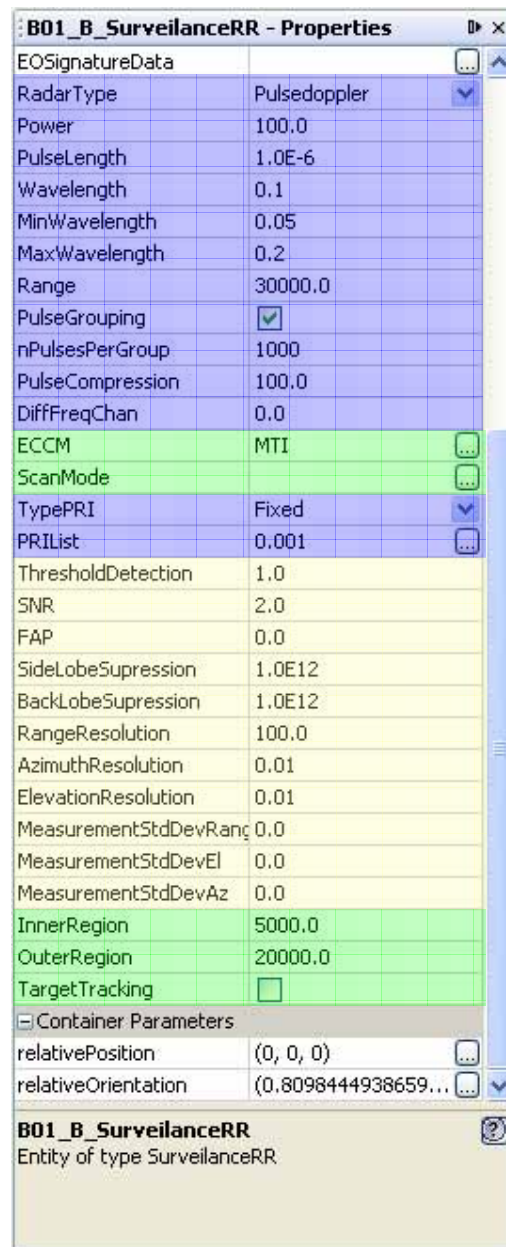 B01_B_SurveilanceRR - Properties
EOSignatureData ...
RadarType Pulsedoppler
Power 100.0
PulseLength 1.0E-6
Wavelength 0.1
MinWavelength 0.05
MaxWavelength 0.2
Range 30000.0
PulseGrouping
nPulsesPerGroup 1000
PulseCompression 100.0
DiffFreqChan 0.0
ECCM MTI ...
ScanMode ...
TypePRI Fixed
PRIList 0.001 ...
ThresholdDetection 1.0
SNR 2.0
FAP 0.0
SideLobeSupression 1.0E12
BackLobeSupression 1.0E12
RangeResolution 100.0
AzimuthResolution 0.01
ElevationResolution 0.01
MeasurementStdDevRang 0.0
MeasurementStdDevEl 0.0
MeasurementStdDevAz 0.0
InnerRegion 5000.0
OuterRegion 20000.0
TargetTracking
Container Parameters
relativePosition (0, 0, 0) ...
relativeOrientation (0.8098444938659... ...
B01_B_SurveilanceRR ?
Entity of type SurveilanceRR